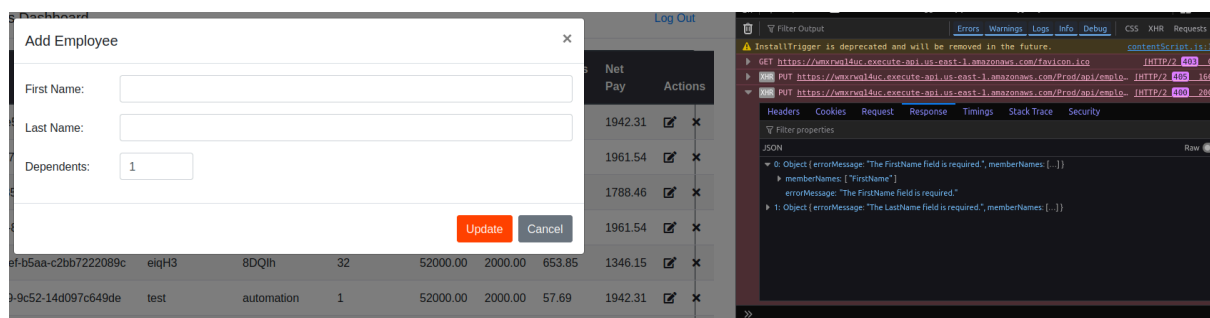 s Dashboard
Log Out
Add Employee
×
First Name:
Last Name:
Dependents: 1
Update Cancel
Net Pay Actions
1942.31
1961.54
1788.46
1961.54
ef-b5aa-c2bb7222089c eiqH3 8DQIh 32 52000.00 2000.00 653.85 1346.15
9-9c52-14d097c649de test automation 1 52000.00 2000.00 57.69 1942.31
Filter Output Errors Warnings Logs Info Debug CSS XHR Requests
InstallTrigger is deprecated and will be removed in the future. contentScript.js:
GET https://wmxrwq14uc.execute-api.us-east-1.amazonaws.com/favicon.ico [HTTP/2 403
XHR PUT https://wmxrwq14uc.execute-api.us-east-1.amazonaws.com/Prod/api/emplo… [HTTP/2 405 16
XHR PUT https://wmxrwq14uc.execute-api.us-east-1.amazonaws.com/Prod/api/emplo… [HTTP/2 400 20
Headers Cookies Request Response Timings Stack Trace Security
Filter properties
JSON Raw
0: Object { errorMessage: "The FirstName field is required.", memberNames: […] }
memberNames: [ "FirstName" ]
errorMessage: "The FirstName field is required."
1: Object { errorMessage: "The LastName field is required.", memberNames: […] }
»